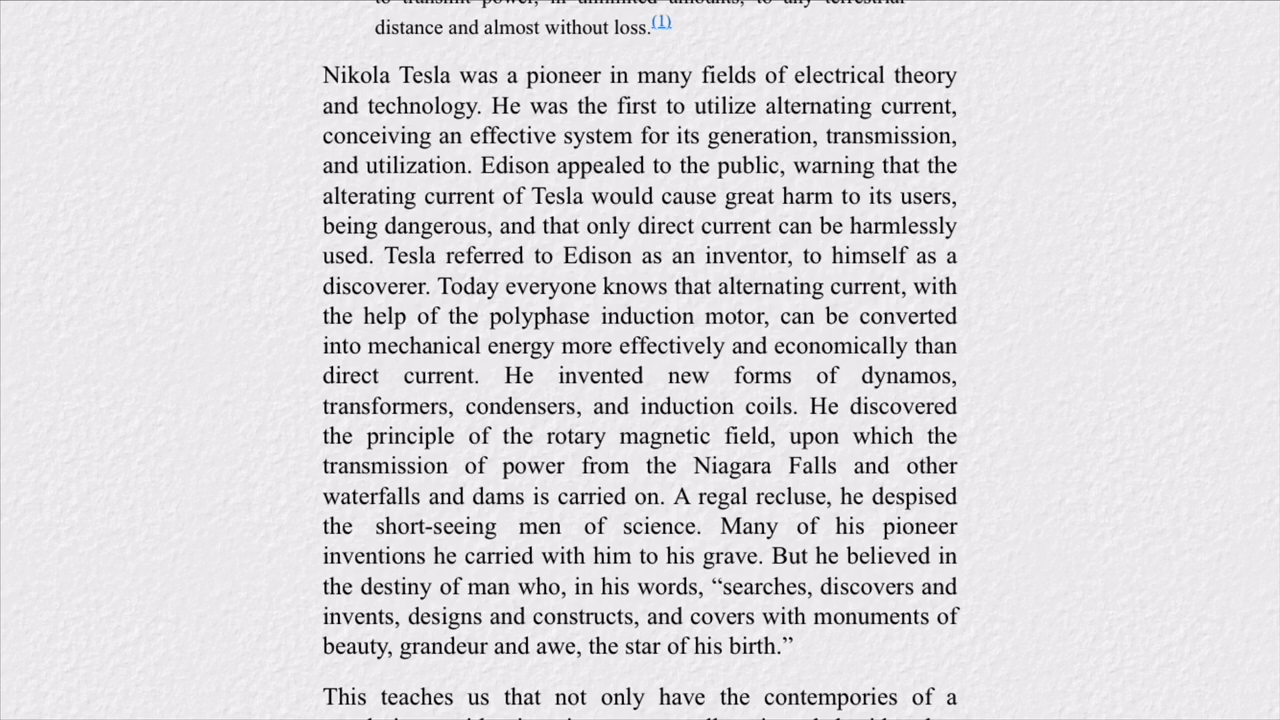 to transmit power, in unlimited amounts, to any terrestrial
distance and almost without loss.(1)
Nikola Tesla was a pioneer in many fields of electrical theory
and technology. He was the first to utilize alternating current,
conceiving an effective system for its generation, transmission,
and utilization. Edison appealed to the public, warning that the
alterating current of Tesla would cause great harm to its users,
being dangerous, and that only direct current can be harmlessly
used. Tesla referred to Edison as an inventor, to himself as a
discoverer. Today everyone knows that alternating current, with
the help of the polyphase induction motor, can be converted
into mechanical energy more effectively and economically than
direct current. He invented new forms of dynamos,
transformers, condensers, and induction coils. He discovered
the principle of the rotary magnetic field, upon which the
transmission of power from the Niagara Falls and other
waterfalls and dams is carried on. A regal recluse, he despised
the short-seeing men of science. Many of his pioneer
inventions he carried with him to his grave. But he believed in
the destiny of man who, in his words, “searches, discovers and
invents, designs and constructs, and covers with monuments of
beauty, grandeur and awe, the star of his birth.”
This teaches us that not only have the contempories of a